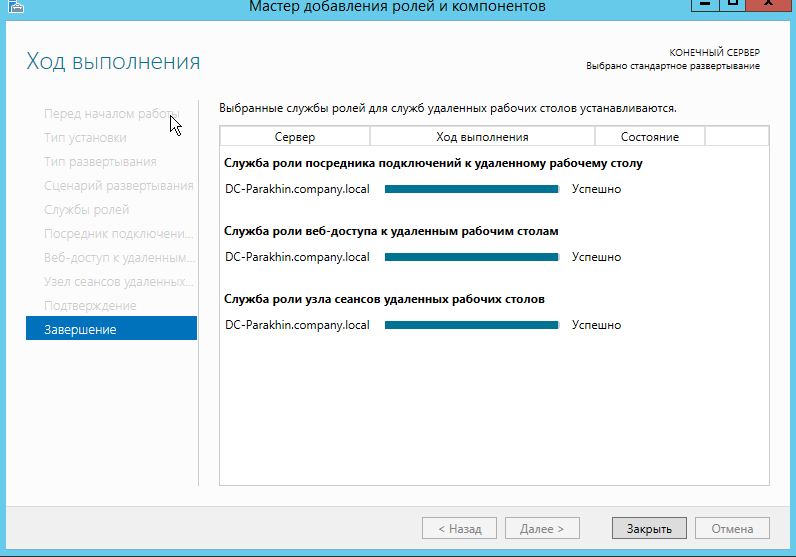 Мастер добавления ролей и компонентов
Ход выполнения
КОНЕЧНЫЙ СЕРВЕР
Выбрано стандартное развертывание
Перед началом работы
Тип установки
Тип развертывания
Сценарий развертывания
Службы ролей
Посредник подключени...
Веб-доступ к удаленным...
Узел сеансов удаленных...
Подтверждение
Завершение
Выбранные службы ролей для служб удаленных рабочих столов устанавливаются.
Сервер Ход выполнения Состояние
Служба роли посредника подключений к удаленному рабочему столу
DC-Parakhin.company.local Успешно
Служба роли веб-доступа к удаленным рабочим столам
DC-Parakhin.company.local Успешно
Служба роли узла сеансов удаленных рабочих столов
DC-Parakhin.company.local Успешно
< Назад Далее > Закрыть Отмена